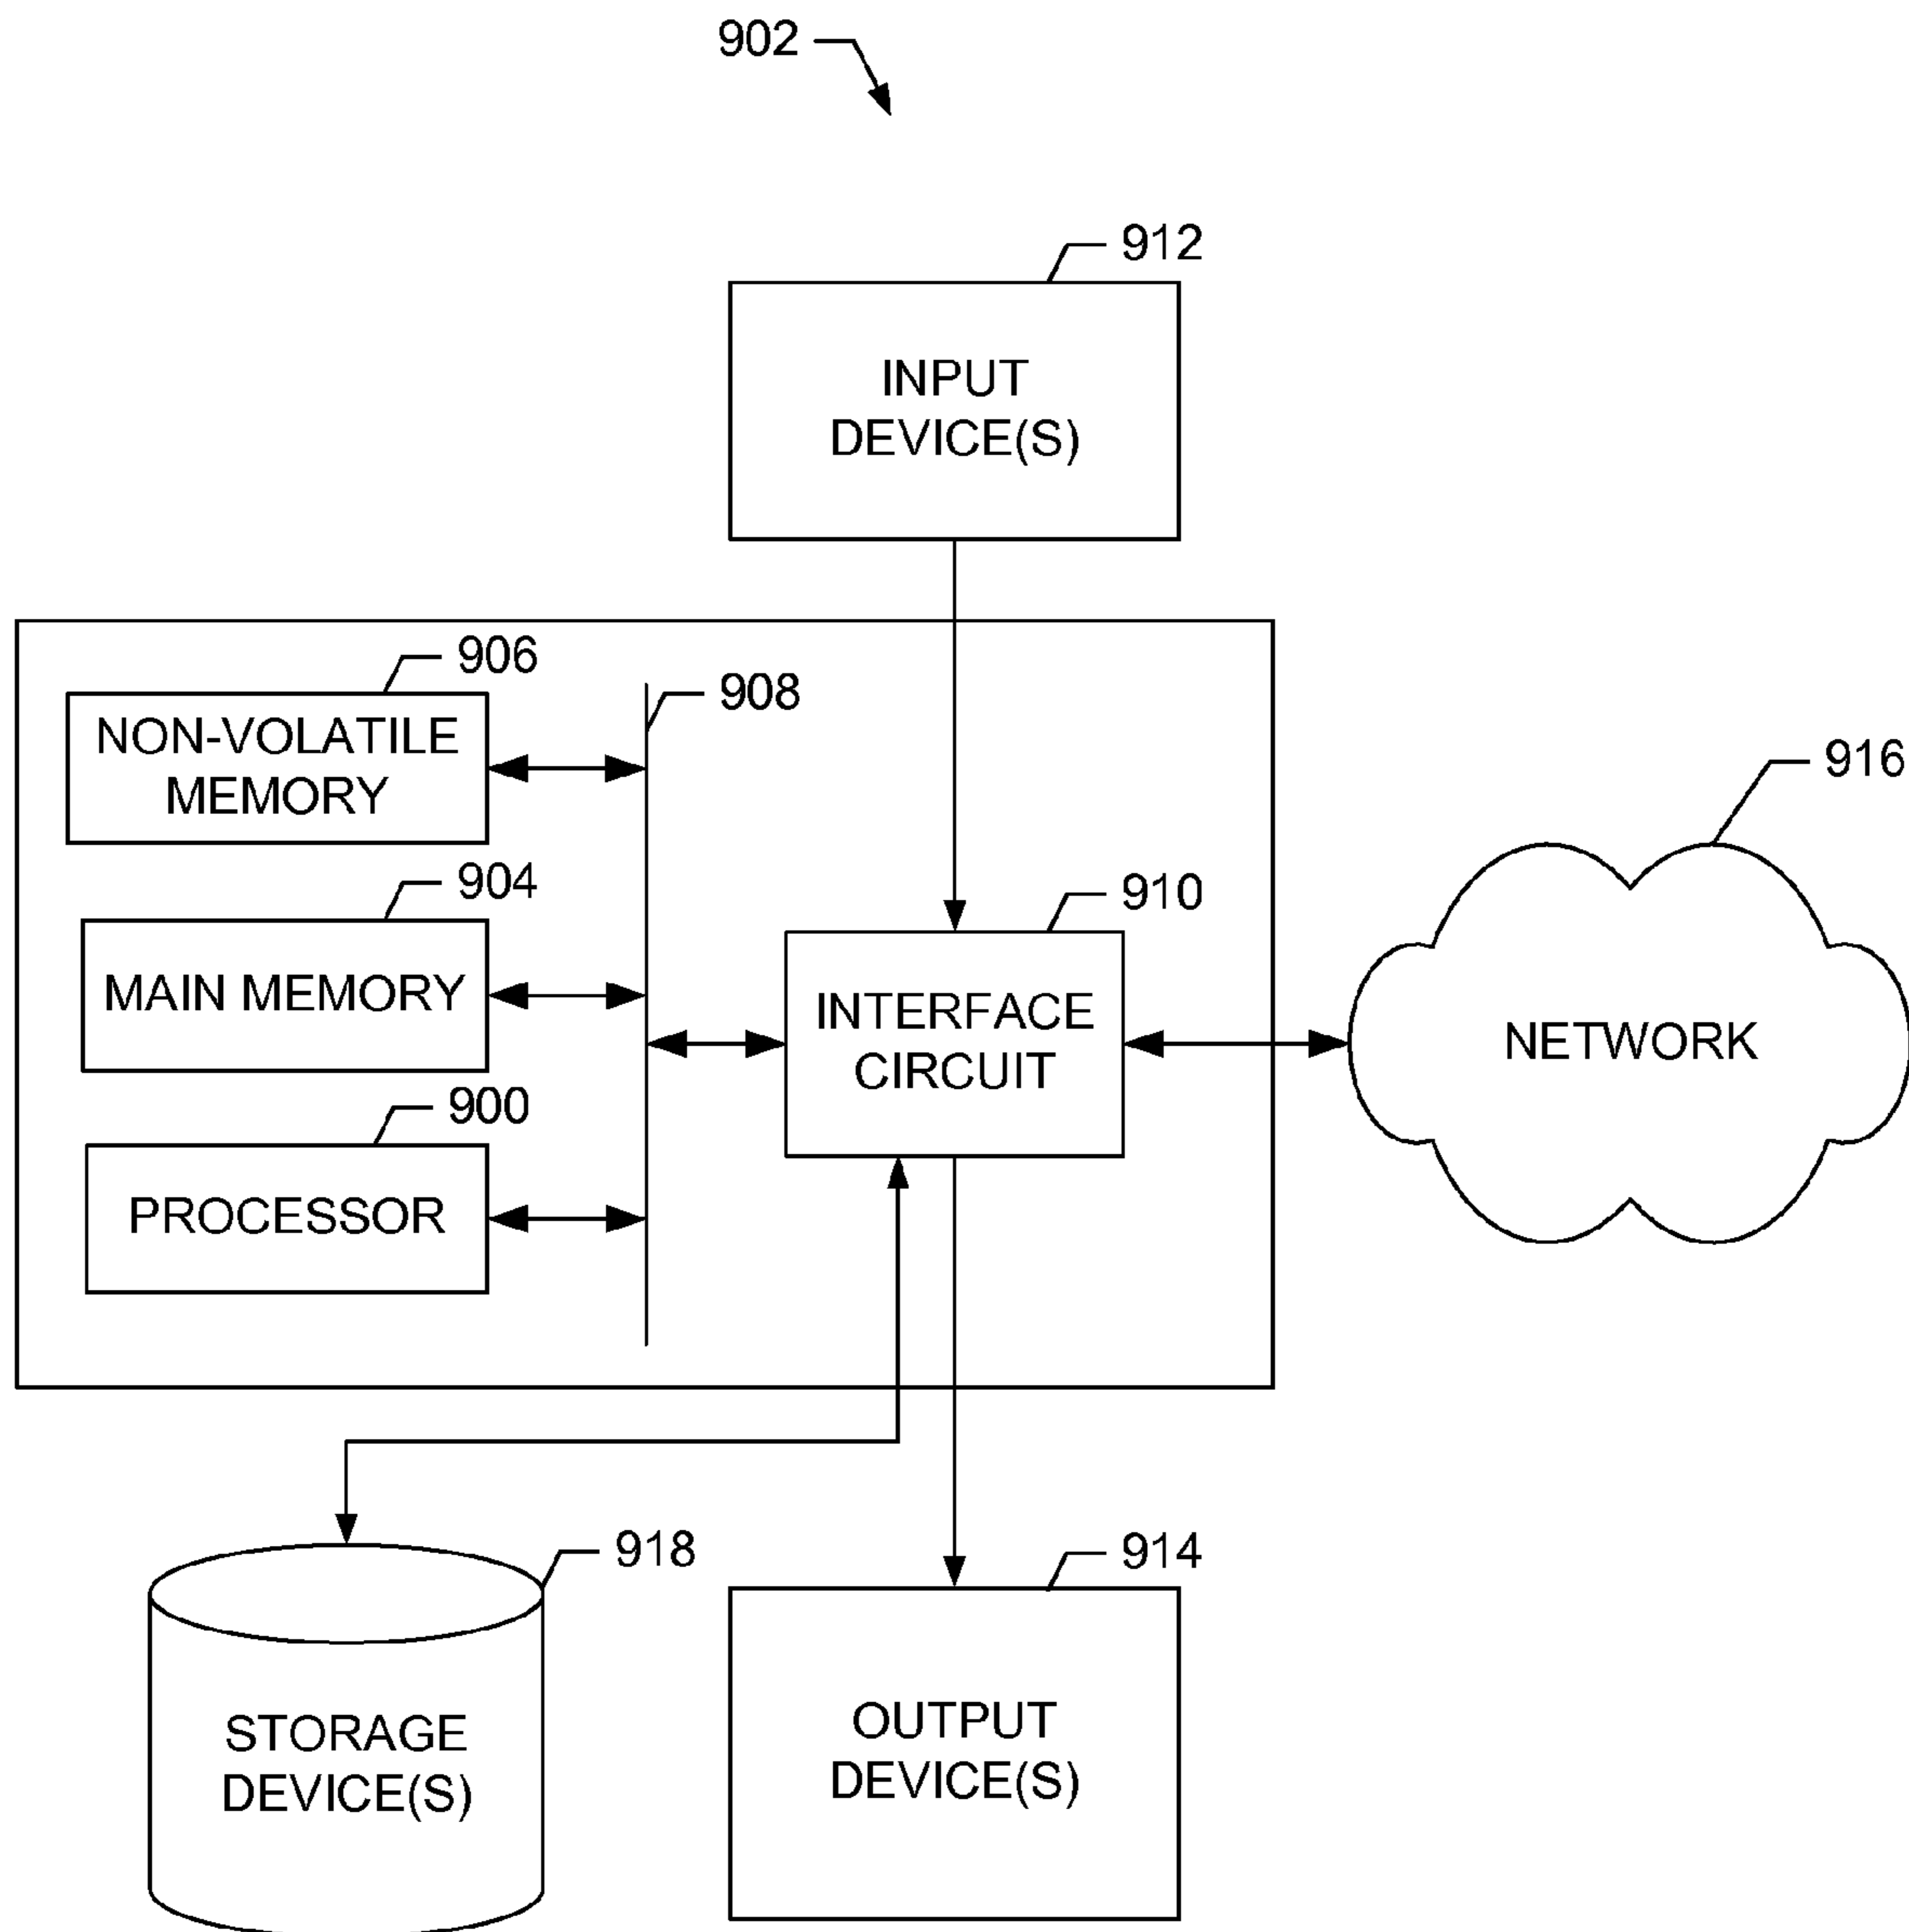 902
912
INPUT
DEVICE(S)
906
908
NON-VOLATILE
MEMORY
916
904
910
MAIN MEMORY
INTERFACE
CIRCUIT
NETWORK
900
PROCESSOR
918
914
STORAGE
DEVICE(S)
OUTPUT
DEVICE(S)